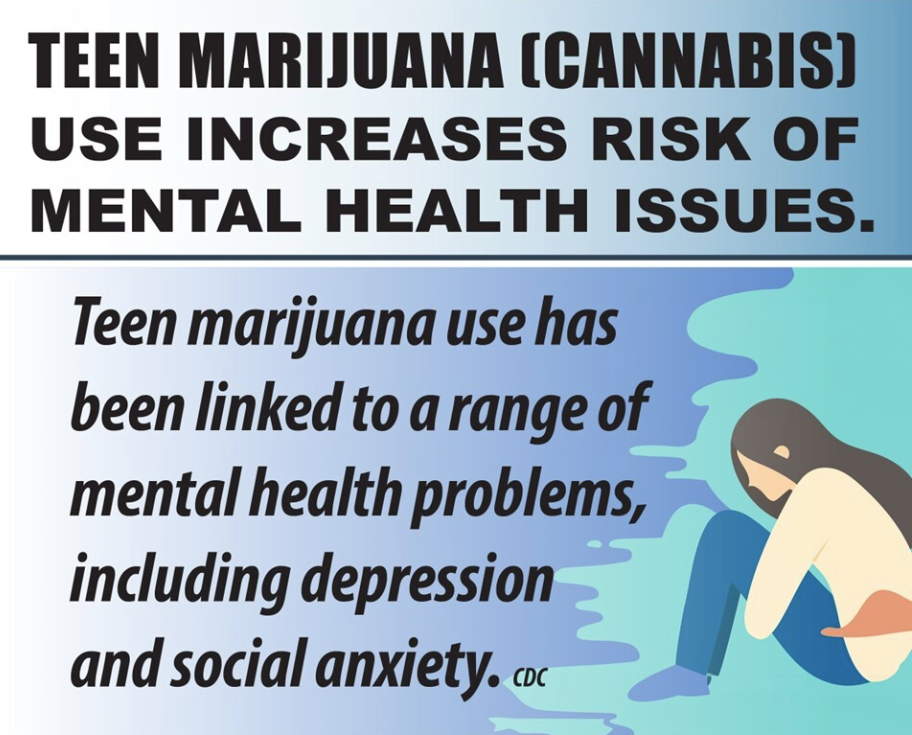 TEEN MARIJUANA (CANNABIS)
USE INCREASES RISK OF
MENTAL HEALTH ISSUES.
Teen marijuana use has
been linked to a range of
mental health problems,
including depression
and social anxiety. CDC